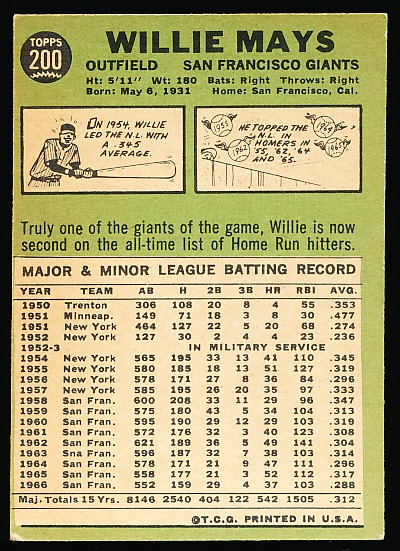 TOPPS
200
WILLIE MAYS
OUTFIELD SAN FRANCISCO GIANTS
Ht: 5'11" Wt: 180 Bats: Right Throws: Right
Born: May 6, 1931 Home: San Francisco, Cal.
IN 1954, WILLIE
LED THE N.L. WITH
A .345
AVERAGE.
1955
1962
1964
1965
HE TOPPED THE
N.L. IN
HOMERS IN
'55, '62, '64
AND '65.
Truly one of the giants of the game, Willie is now
second on the all-time list of Home Run hitters.
MAJOR & MINOR LEAGUE BATTING RECORD
YEAR TEAM AB H 2B 3B HR RBI AVG.
1950 Trenton 306 108 20 8 4 55 .353
1951 Minneap. 149 71 18 3 8 30 .477
1951 New York 464 127 22 5 20 68 .274
1952 New York 127 30 2 4 4 23 .236
1952-3 IN MILITARY SERVICE
1954 New York 565 195 33 13 41 110 .345
1955 New York 580 185 18 13 51 127 .319
1956 New York 578 171 27 8 36 84 .296
1957 New York 585 195 26 20 35 97 .333
1958 San Fran. 600 208 33 11 29 96 .347
1959 San Fran. 575 180 43 5 34 104 .313
1960 San Fran. 595 190 29 12 29 103 .319
1961 San Fran. 572 176 32 3 40 123 .308
1962 San Fran. 621 189 36 5 49 141 .304
1963 Sna Fran. 596 187 32 7 38 103 .314
1964 San Fran. 578 171 21 9 47 111 .296
1965 San Fran. 558 177 21 3 52 112 .317
1966 San Fran. 552 159 29 4 37 103 .288
Maj. Totals 15 Yrs. 8146 2540 404 122 542 1505 .312
©T.C.G. PRINTED IN U.S.A.